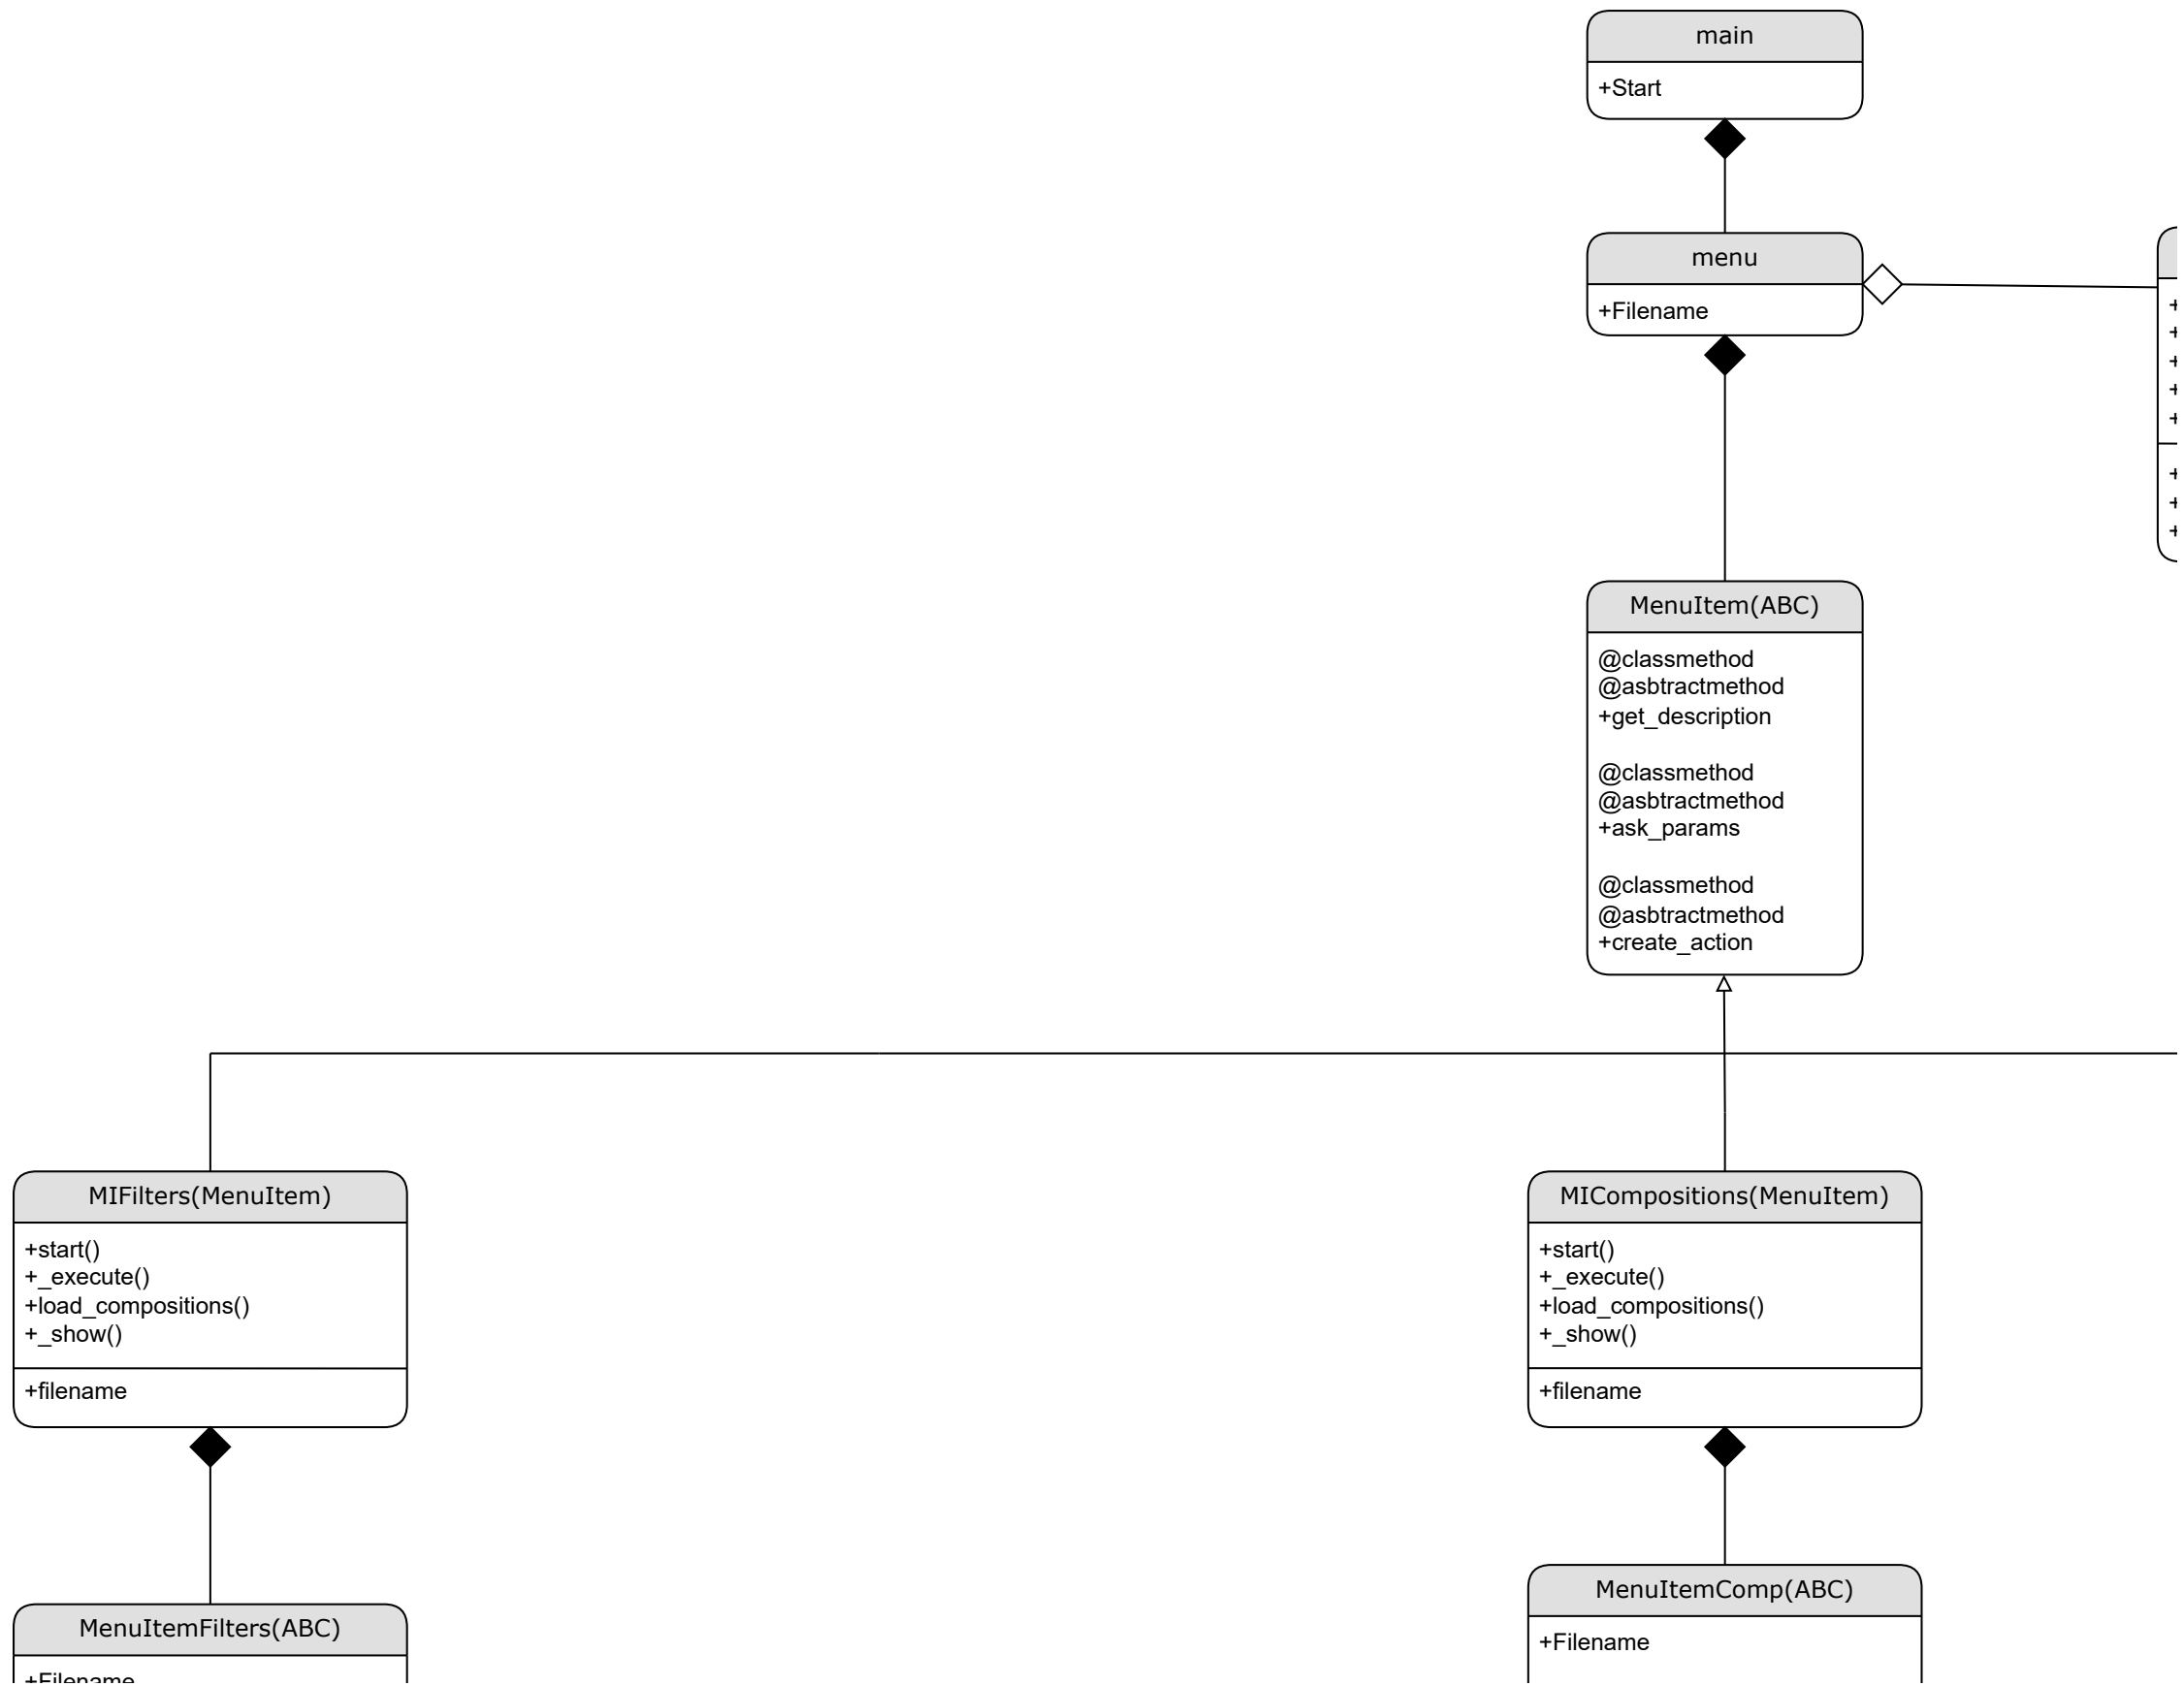 main
+Start
menu
+Filename
+
+
+
+
+
+
+
+
MenuItem(ABC)
@classmethod
@asbtractmethod
+get_description
@classmethod
@asbtractmethod
+ask_params
@classmethod
@asbtractmethod
+create_action
MIFilters(MenuItem)
+start()
+_execute()
+load_compositions()
+_show()
+filename
MICompositions(MenuItem)
+start()
+_execute()
+load_compositions()
+_show()
+filename
MenuItemFilters(ABC)
+Filename
MenuItemComp(ABC)
+Filename